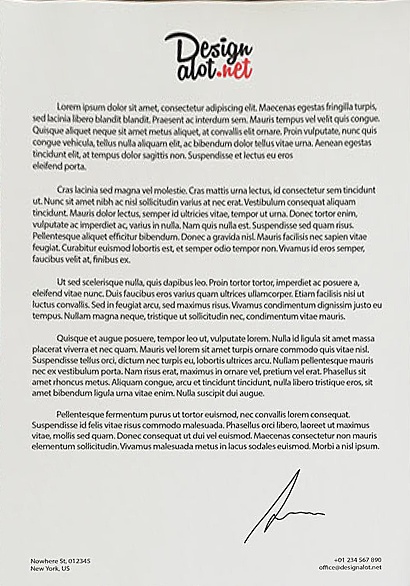 Design
alot.net
Lorem ipsum dolor sit amet, consectetur adipiscing elit. Maecenas egestas fringilla turpis,
sed lacinia libero blandit blandit. Praesent ac interdum sem. Mauris tempus vel velit quis congue.
Quisque aliquet neque sit amet metus aliquet, at convallis elit ornare. Proin vulputate, nunc quis
congue vehicula, tellus nulla aliquam elit, ac bibendum dolor tellus vitae urna. Aenean egestas
tincidunt elit, at tempus dolor sagittis non. Suspendisse et lectus eu eros
eleifend porta.
Cras lacinia sed magna vel molestie. Cras mattis urna lectus, id consectetur sem tincidunt
ut. Nunc sit amet nibh ac nisl sollicitudin varius at nec erat. Vestibulum consequat aliquam
tincidunt. Mauris dolor lectus, semper id ultricies vitae, tempor ut urna. Donec tortor enim,
vulputate ac imperdiet ac, varius in nulla. Nam quis nulla est. Suspendisse sed quam risus.
Pellentesque aliquet efficitur bibendum. Donec a gravida nisl. Mauris facilisis nec sapien vitae
feugiat. Curabitur euismod lobortis est, et semper odio tempor non. Vivamus id eros semper,
faucibus velit at, finibus ex.
Ut sed scelerisque nulla, quis dapibus leo. Proin tortor tortor, imperdiet ac posuere a,
eleifend vitae nunc. Duis faucibus eros varius quam ultrices ullamcorper. Etiam facilisis nisl ut
luctus convallis. Sed in feugiat arcu, sed maximus risus. Vivamus condimentum dignissim justo eu
tempus. Nullam magna neque, tristique ut sollicitudin nec, condimentum vitae mauris.
Quisque et augue posuere, tempor leo ut, vulputate lorem. Nulla id ligula sit amet massa
placerat viverra et nec quam. Mauris vel lorem sit amet turpis ornare commodo quis vitae nisl.
Suspendisse tellus orci, dictum nec turpis eu, lobortis ultrices arcu. Nullam pellentesque mauris
nec ex vestibulum porta. Nam risus erat, maximus in ornare vel, pretium vel erat. Phasellus sit
amet rhoncus metus. Aliquam congue, arcu et tincidunt tincidunt, nulla libero tristique eros, sit
amet bibendum ligula urna vitae enim. Nulla suscipit dui augue.
Pellentesque fermentum purus ut tortor euismod, nec convallis lorem consequat.
Suspendisse id felis vitae risus commodo malesuada. Phasellus orci libero, laoreet ut maximus
vitae, mollis sed quam. Donec consequat ut dui vel euismod. Maecenas consectetur non mauris
elementum sollicitudin. Vivamus malesuada metus in lacus sodales euismod. Morbi a nisl ipsum.
Nowhere St, 012345
New York, US
+01 234 567 890
office@designalot.net